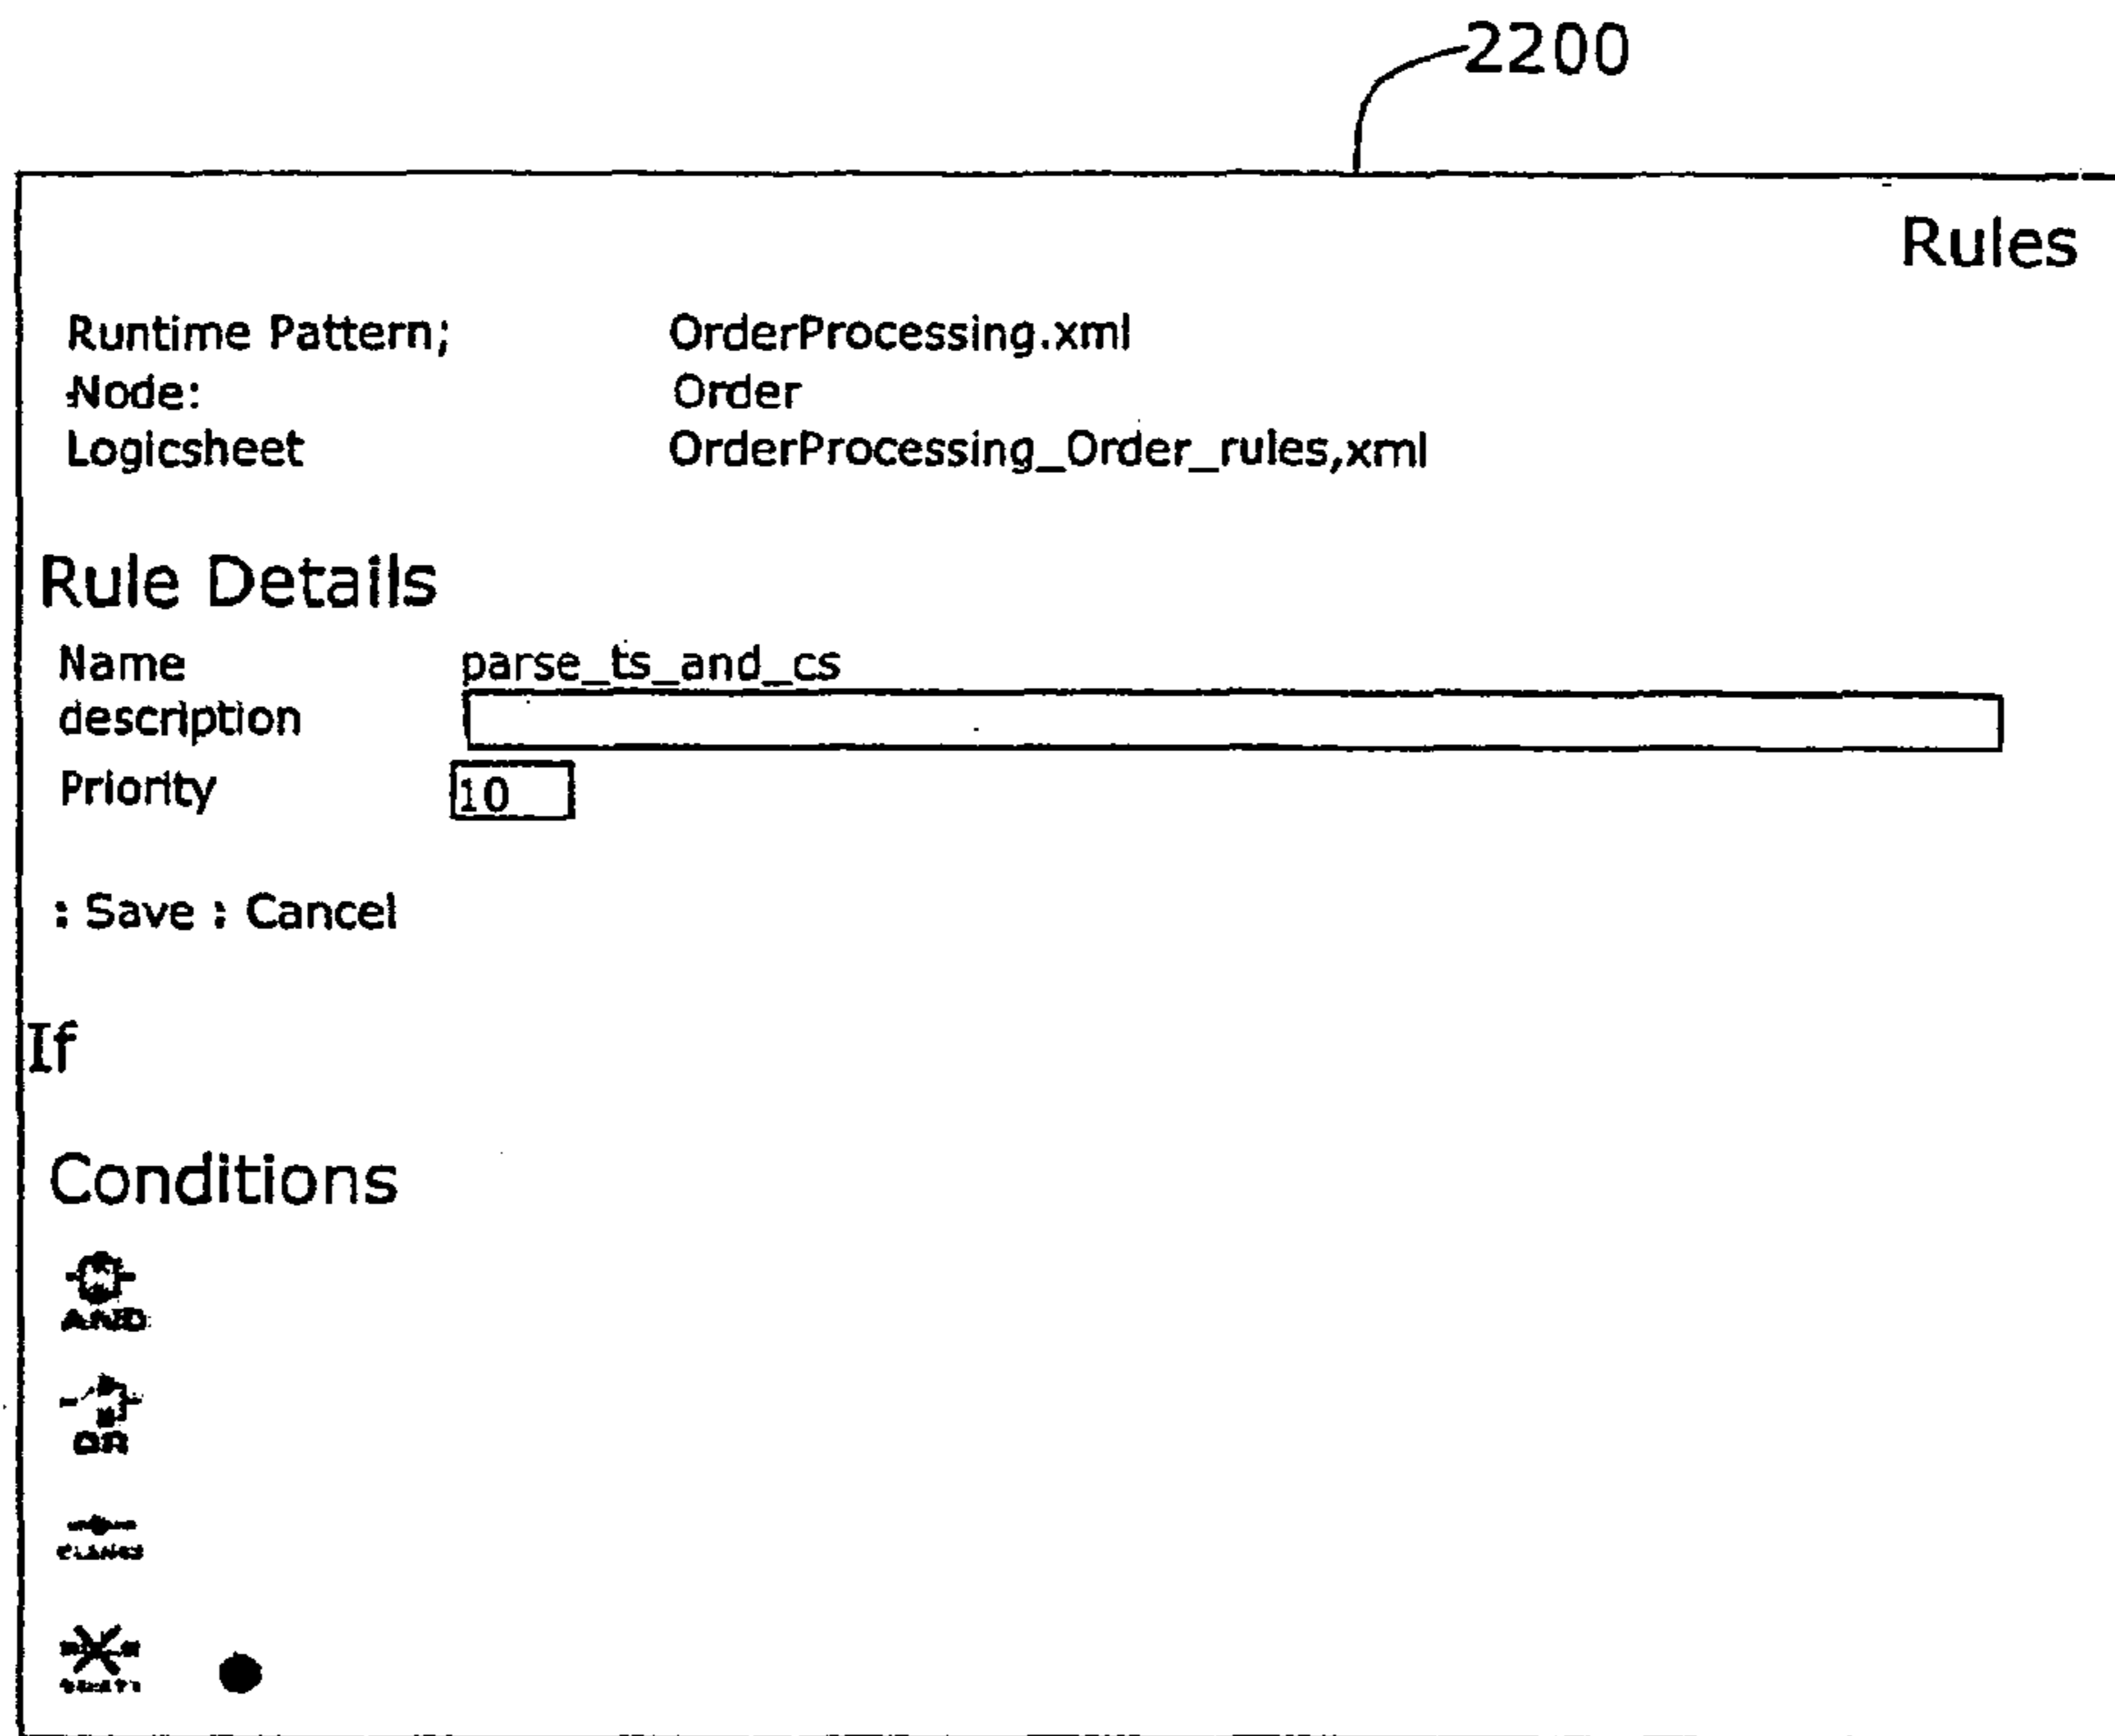 2200
Rules
Runtime Pattern; OrderProcessing.xml
Node: Order
Logicsheet OrderProcessing_Order_rules,xml
Rule Details
Name parse_ts_and_cs
description
Priority 10
: Save : Cancel
If
Conditions
AND
OR